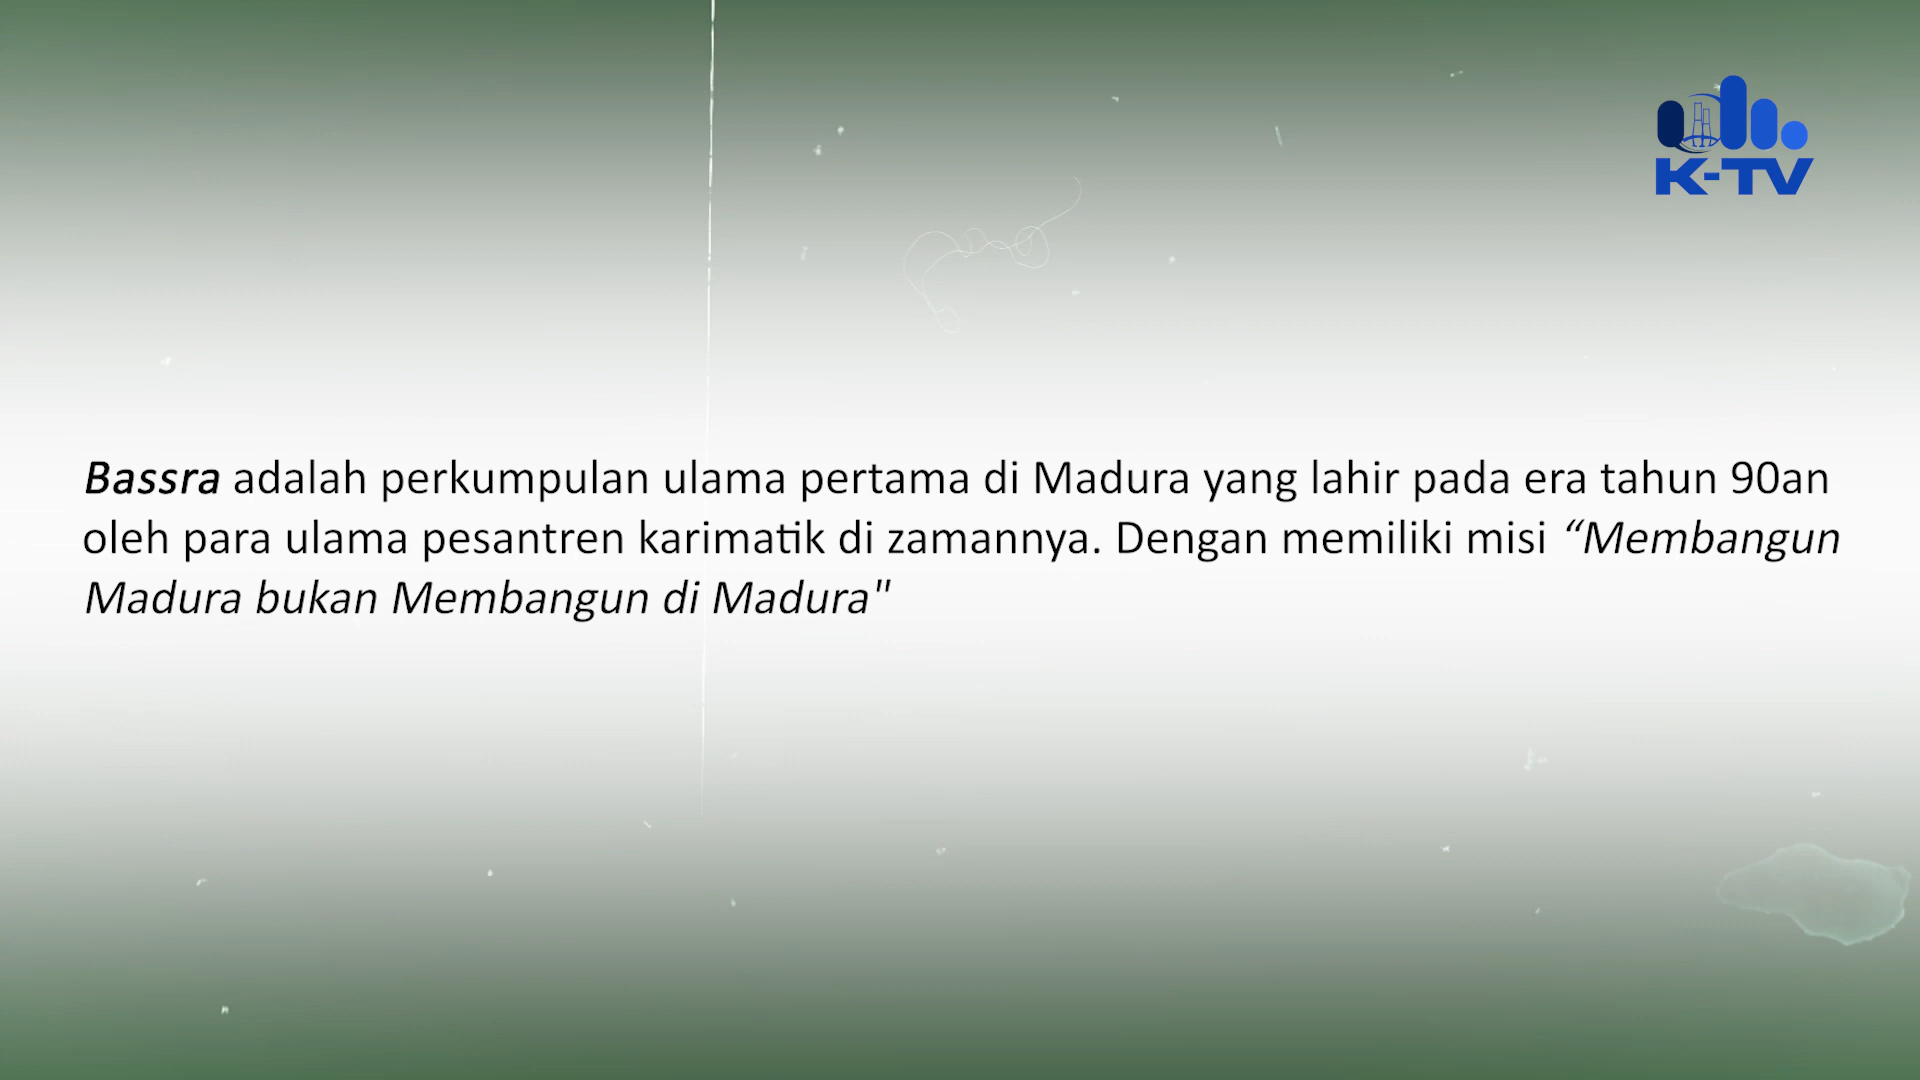 K-TV
Bassra adalah perkumpulan ulama pertama di Madura yang lahir pada era tahun 90an
oleh para ulama pesantren karimatik di zamannya. Dengan memiliki misi “Membangun
Madura bukan Membangun di Madura"